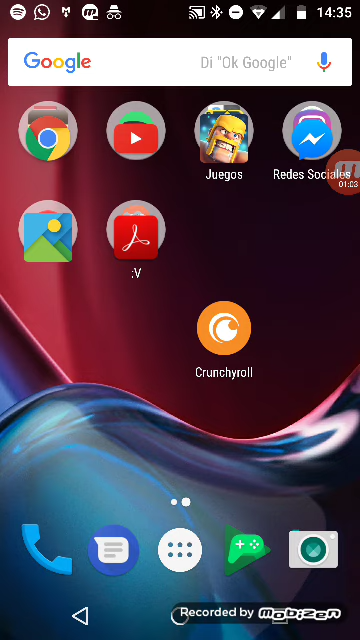 14:35
Google
Di "Ok Google"
Juegos
Redes Sociales
01:03
:V
Crunchyroll
Recorded by mobizen